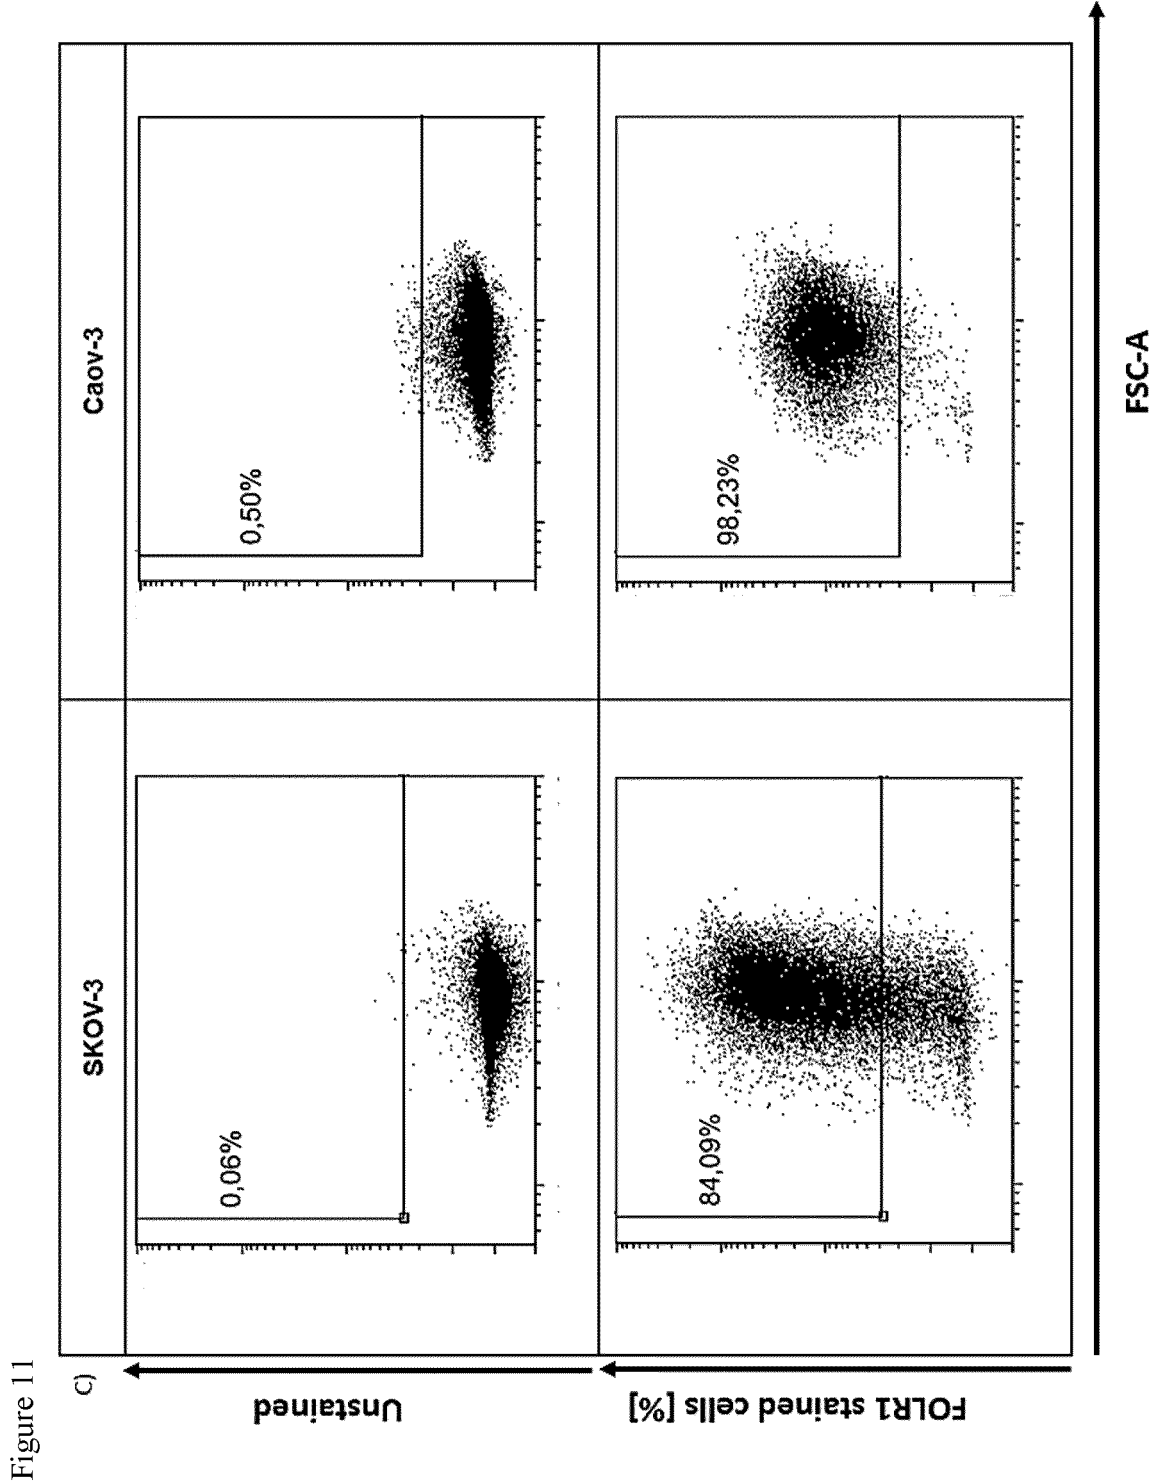 Figure 11
C)
SKOV-3
Caov-3
Unstained
0,06%
0,50%
FOLR1 stained cells [%]
84,09%
98,23%
FSC-A